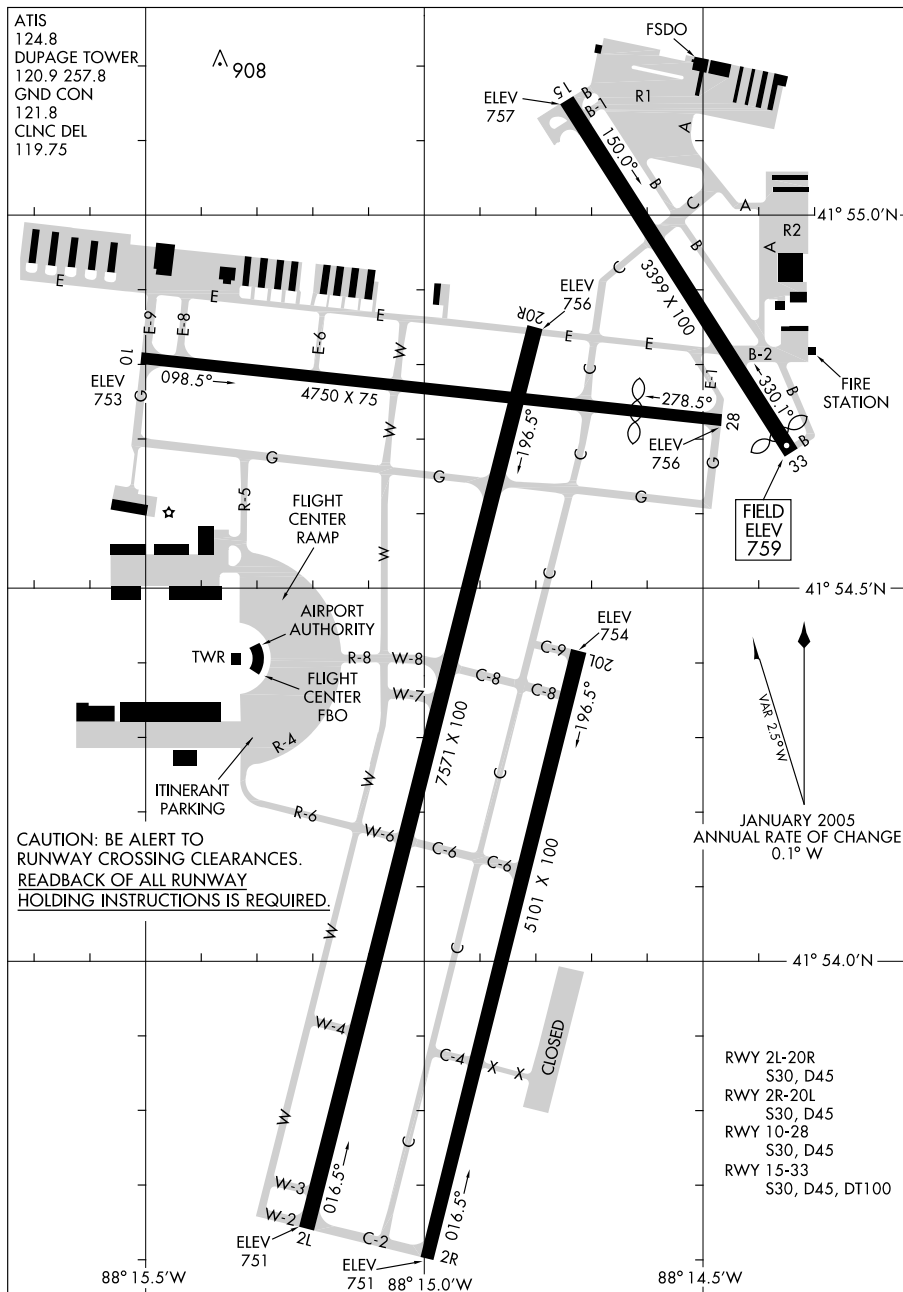 ATIS
124.8
DUPAGE TOWER
120.9 257.8
GND CON
121.8
CLNC DEL
119.75
908
FSDO
R1
ELEV
757
15
B
B-1
150.0°
A
B
C
A
41° 55.0'N
R2
A
B
C
3399 X 100
E
E
E
E-9
E-8
E-6
W
20R
ELEV
756
E
E
C
E-1
B-2
330.1°
B
B
33
FIRE
STATION
10
ELEV
753
098.5°
4750 X 75
278.5°
28
ELEV
756
196.5°
G
W
C
G
G
G
G
R-5
FIELD
ELEV
759
FLIGHT
CENTER
RAMP
W
C
41° 54.5'N
AIRPORT
AUTHORITY
TWR
FLIGHT
CENTER
FBO
R-8
W-8
W-7
C-8
C-8
C-9
ELEV
754
20L
196.5°
7571 X 100
R-4
W
C
ITINERANT
PARKING
R-6
W-6
C-6
C-6
5101 X 100
VAR 2.5° W
JANUARY 2005
ANNUAL RATE OF CHANGE
0.1° W
CAUTION: BE ALERT TO
RUNWAY CROSSING CLEARANCES.
READBACK OF ALL RUNWAY
HOLDING INSTRUCTIONS IS REQUIRED.
W
C
41° 54.0'N
W-4
C-4
X X
CLOSED
W
C
RWY 2L-20R
S30, D45
RWY 2R-20L
S30, D45
RWY 10-28
S30, D45
RWY 15-33
S30, D45, DT100
W-3
W-2
016.5°
016.5°
C-2
ELEV
751
2L
ELEV
751
2R
88° 15.5'W
88° 15.0'W
88° 14.5'W